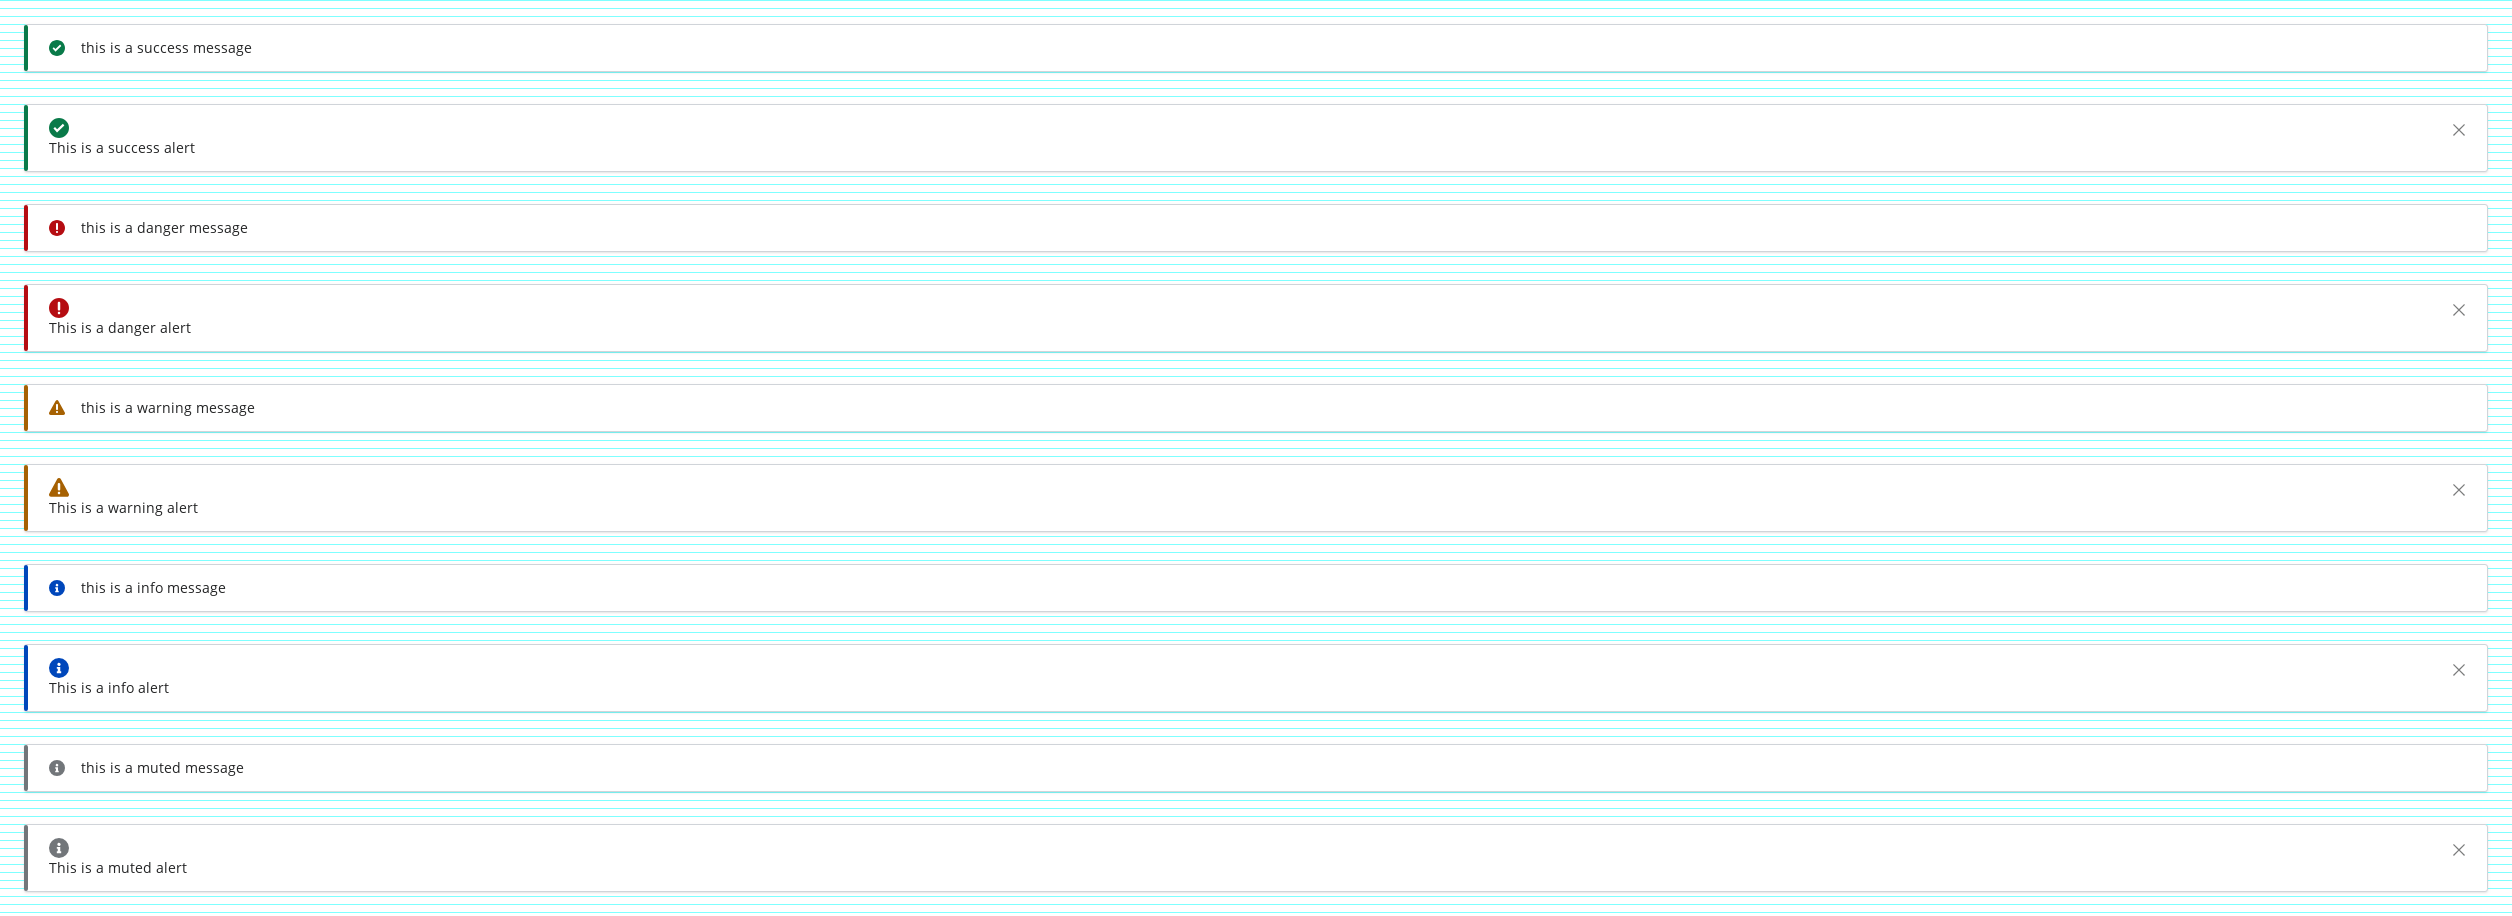 this is a success message
This is a success alert
this is a danger message
This is a danger alert
this is a warning message
This is a warning alert
this is a info message
This is a info alert
this is a muted message
This is a muted alert